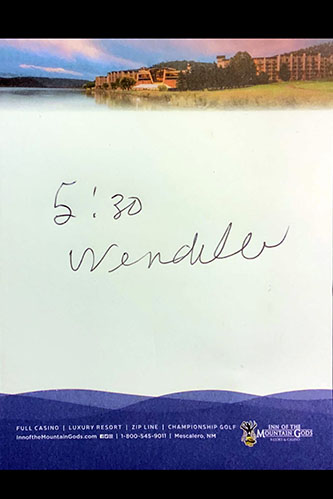 5:30
Wendell
FULL CASINO | LUXURY RESORT | ZIP LINE | CHAMPIONSHIP GOLF
InnoftheMountainGods.com | 1-800-545-9011 | Mescalero, NM
INN OF THE
MOUNTAIN GODS
RESORT & CASINO